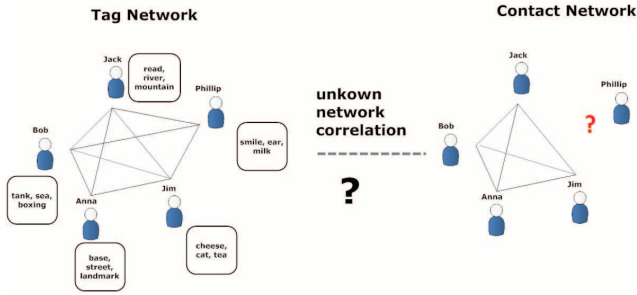 Tag Network
Contact Network
Jack
read,
river,
mountain
Phillip
Bob
smile, ear,
milk
tank, sea,
boxing
Anna
Jim
base,
street,
landmark
cheese,
cat, tea
unkown
network
correlation
?
Jack
Phillip
?
Bob
Anna
Jim